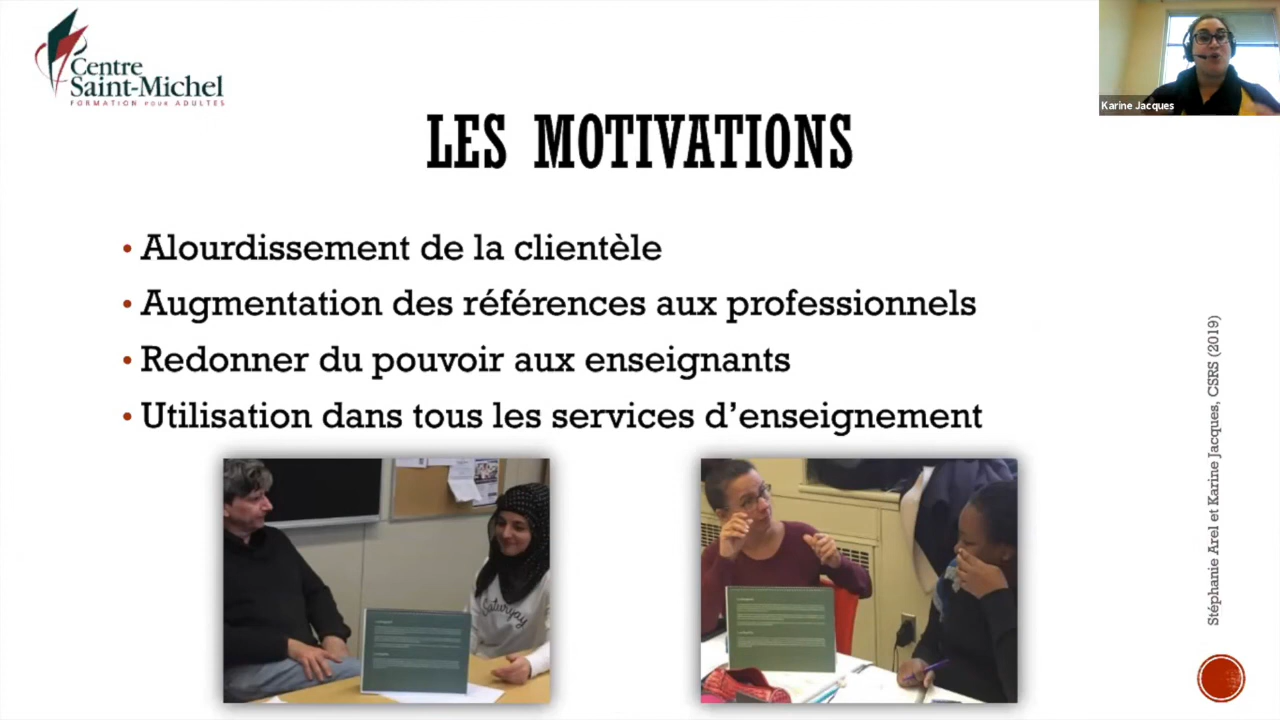 Centre
Saint-Michel
FORMATION POUR ADULTES
Karine Jacques
LES MOTIVATIONS
• Alourdissement de la clientèle
• Augmentation des références aux professionnels
• Redonner du pouvoir aux enseignants
• Utilisation dans tous les services d’enseignement
Stéphanie Arel et Karine Jacques, CSRS (2019)
Saturyay